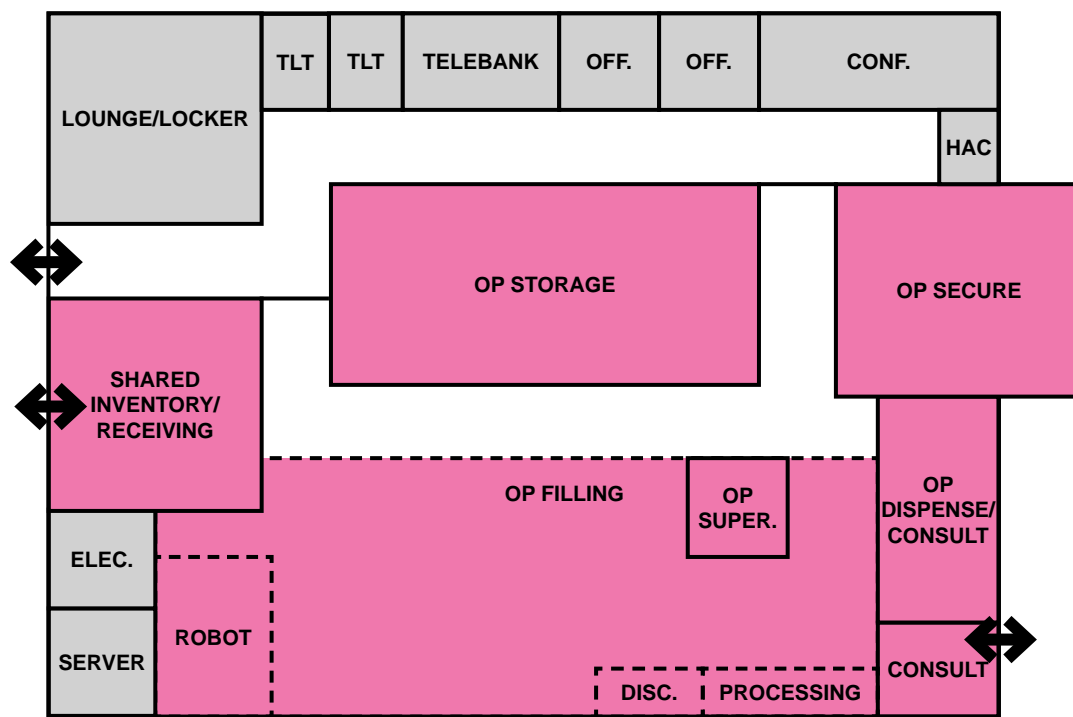 TLT
TLT
TELEBANK
OFF.
OFF.
CONF.
LOUNGE/LOCKER
HAC
OP STORAGE
OP SECURE
SHARED
INVENTORY/
RECEIVING
OP FILLING
OP
SUPER.
OP
DISPENSE/
CONSULT
ELEC.
ROBOT
SERVER
DISC.
PROCESSING
CONSULT